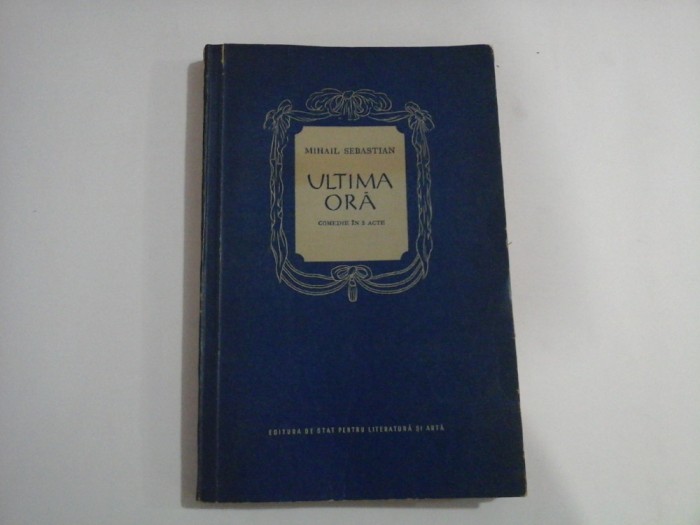 MIHAIL SEBASTIAN
ULTIMA
ORĂ
COMEDIE ÎN 3 ACTE
EDITURA DE STAT PENTRU LITERATURĂ ȘI ARTĂ